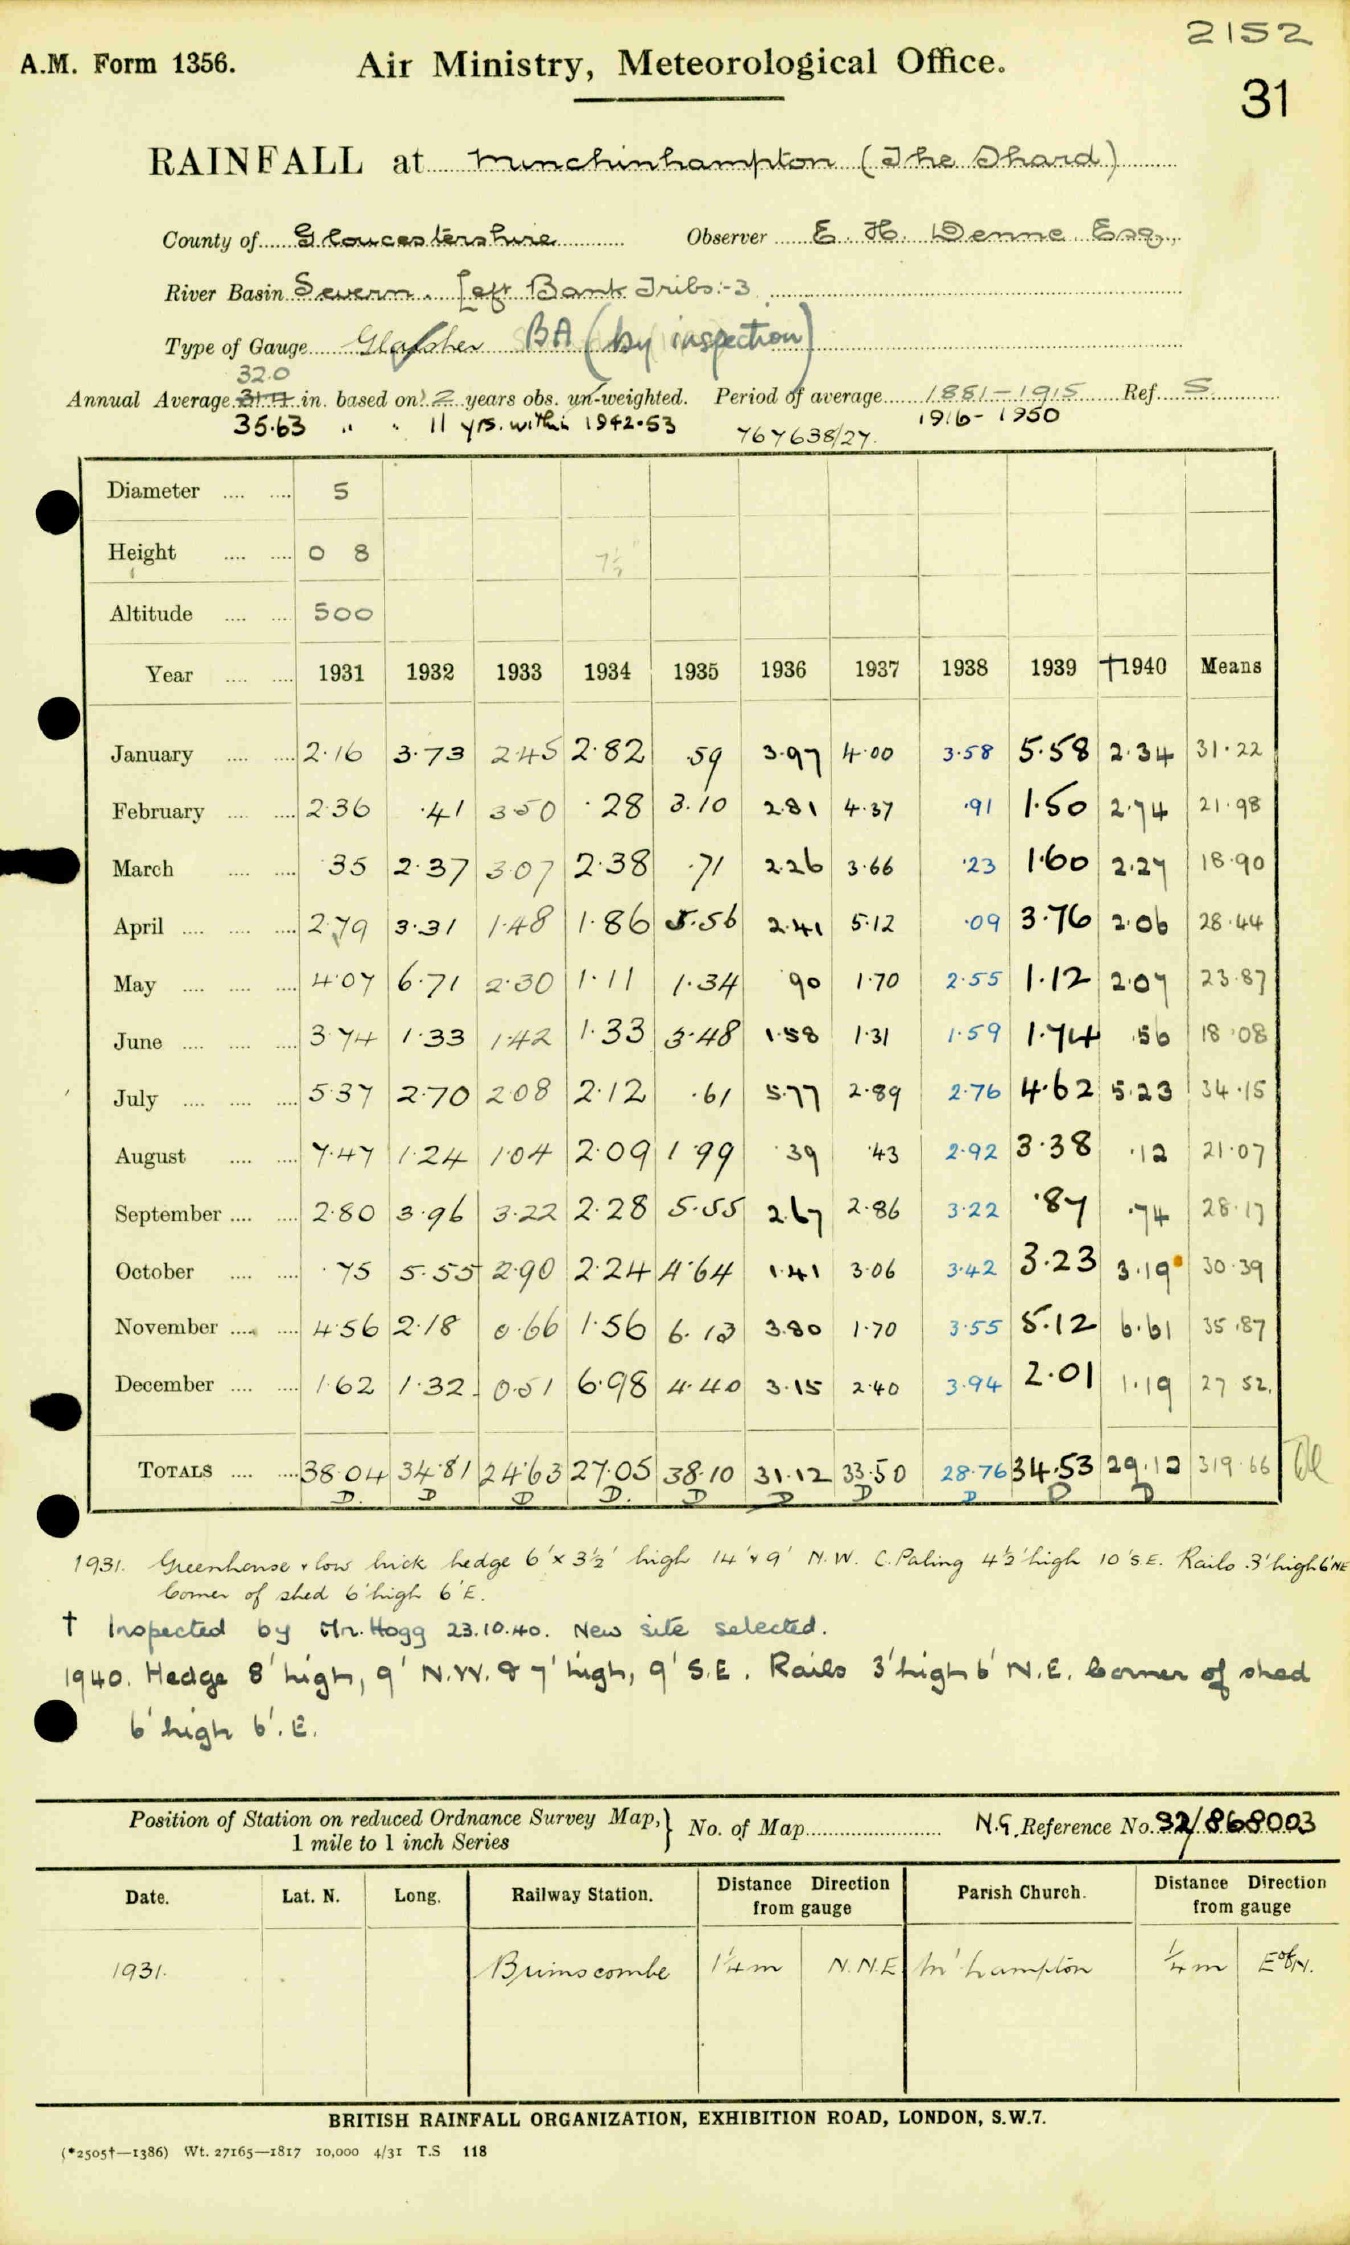 2152
A.M. Form 1356.
Air Ministry, Meteorological Office.
31
RAINFALL at Minchinhampton (The Shard)
County of Gloucestershire Observer E. H. Denne Esq.,
River Basin Severn. Left Bank Tribs:-3
Type of Gauge Glaisher BA (by inspection)
32.0
Annual Average in. based on 2 years obs. un-weighted. Period of average 1881-1915 Ref. S.
35.63 " " 11 yrs. within 1942-53 1916-1950
767638/27.
Diameter 5
Height 0 8 7½"
Altitude 500
Year 1931 1932 1933 1934 1935 1936 1937 1938 1939 †1940 Means
January 2.16 3.73 2.45 2.82 .59 3.97 4.00 3.58 5.58 2.34 31.22
February 2.36 .41 3.50 .28 3.10 2.81 4.37 .91 1.50 2.74 21.98
March .35 2.37 3.07 2.38 .71 2.26 3.66 .23 1.60 2.27 18.90
April 2.79 3.31 1.48 1.86 5.56 2.41 5.12 .09 3.76 2.06 28.44
May 4.07 6.71 2.30 1.11 1.34 .90 1.70 2.55 1.12 2.07 23.87
June 3.74 1.33 1.42 1.33 3.48 1.58 1.31 1.59 1.74 .56 18.08
July 5.37 2.70 2.08 2.12 .61 5.77 2.89 2.76 4.62 5.23 34.15
August 7.47 1.24 1.04 2.09 1.99 .39 .43 2.92 3.38 .12 21.07
September 2.80 3.96 3.22 2.28 5.55 2.67 2.86 3.22 .87 .74 28.17
October .75 5.55 2.90 2.24 4.64 1.41 3.06 3.42 3.23 3.19 30.39
November 4.56 2.18 0.66 1.56 6.13 3.80 1.70 3.55 5.12 6.61 35.87
December 1.62 1.32 0.51 6.98 4.40 3.15 2.40 3.94 2.01 1.19 27.52.
TOTALS 38.04 34.81 24.63 27.05 38.10 31.12 33.50 28.76 34.53 29.12 319.66
D. D D D. D D D D D D
1931. Greenhouse & low thick hedge 6' x 3½' high 14' & 9' N.W. C. Paling 4½' high 10' S.E. Rails 3' high 6' NE
Corner of shed 6' high 6' E.
† Inspected by Mr. Hogg 23.10.40. New site selected.
1940. Hedge 8' high, 9' N.W. & 7' high, 9' S.E. Rails 3' high 6' N.E. Corner of shed
6' high 6'. E.
Position of Station on reduced Ordnance Survey Map,} No. of Map N.G. Reference No. 32/868003
1 mile to 1 inch Series
Date. Lat. N. Long. Railway Station. Distance Direction from gauge Parish Church. Distance Direction from gauge
1931. Brimscombe 1¼m N.N.E M'hampton ¼m E of N.
BRITISH RAINFALL ORGANIZATION, EXHIBITION ROAD, LONDON, S.W.7.
(*2505†—1386) Wt. 27165—1817 10,000 4/31 T.S 118